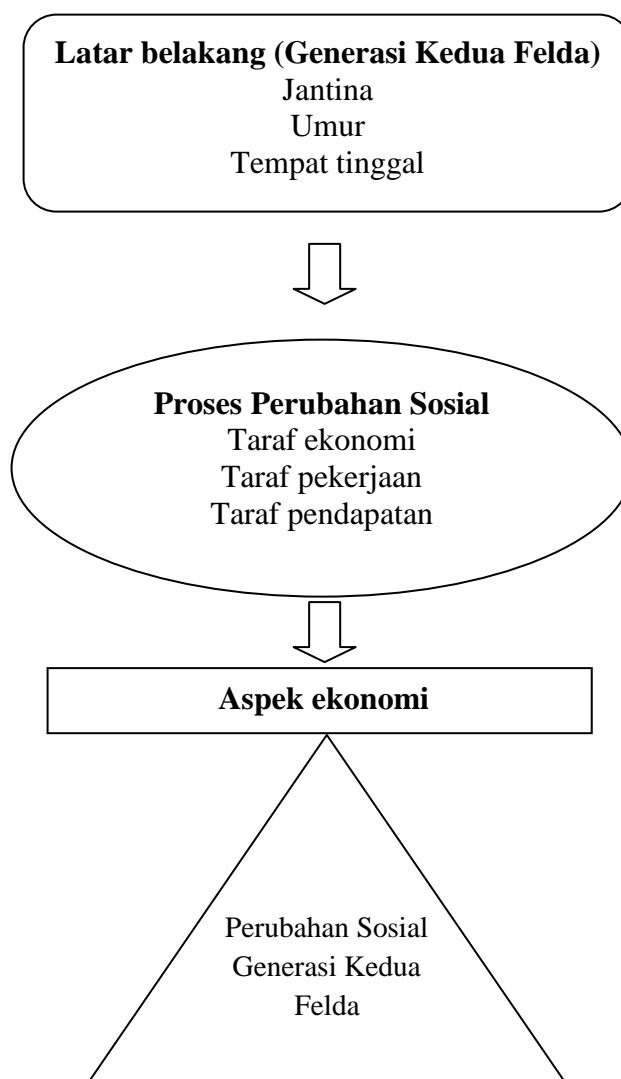 Latar belakang (Generasi Kedua Felda)
Jantina
Umur
Tempat tinggal
Proses Perubahan Sosial
Taraf ekonomi
Taraf pekerjaan
Taraf pendapatan
Aspek ekonomi
Perubahan Sosial
Generasi Kedua
Felda